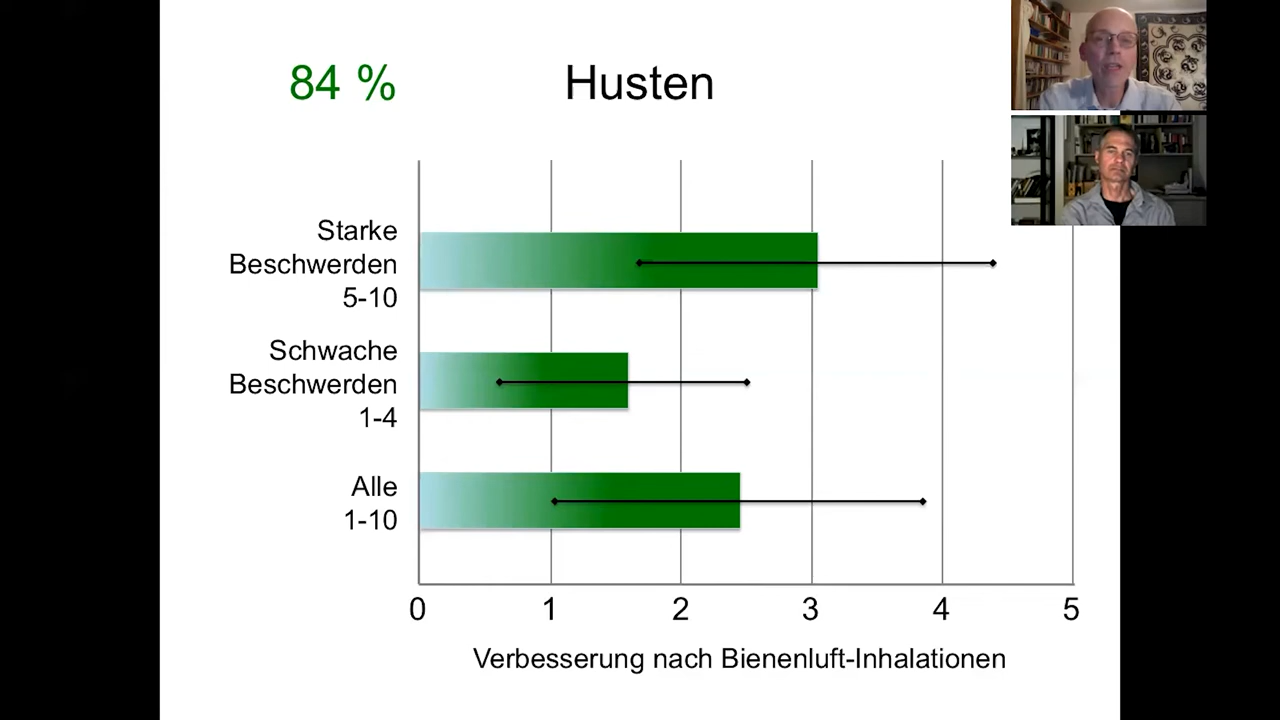 84 %
Husten
Starke
Beschwerden
5-10
Schwache
Beschwerden
1-4
Alle
1-10
0 1 2 3 4 5
Verbesserung nach Bienenluft-Inhalationen